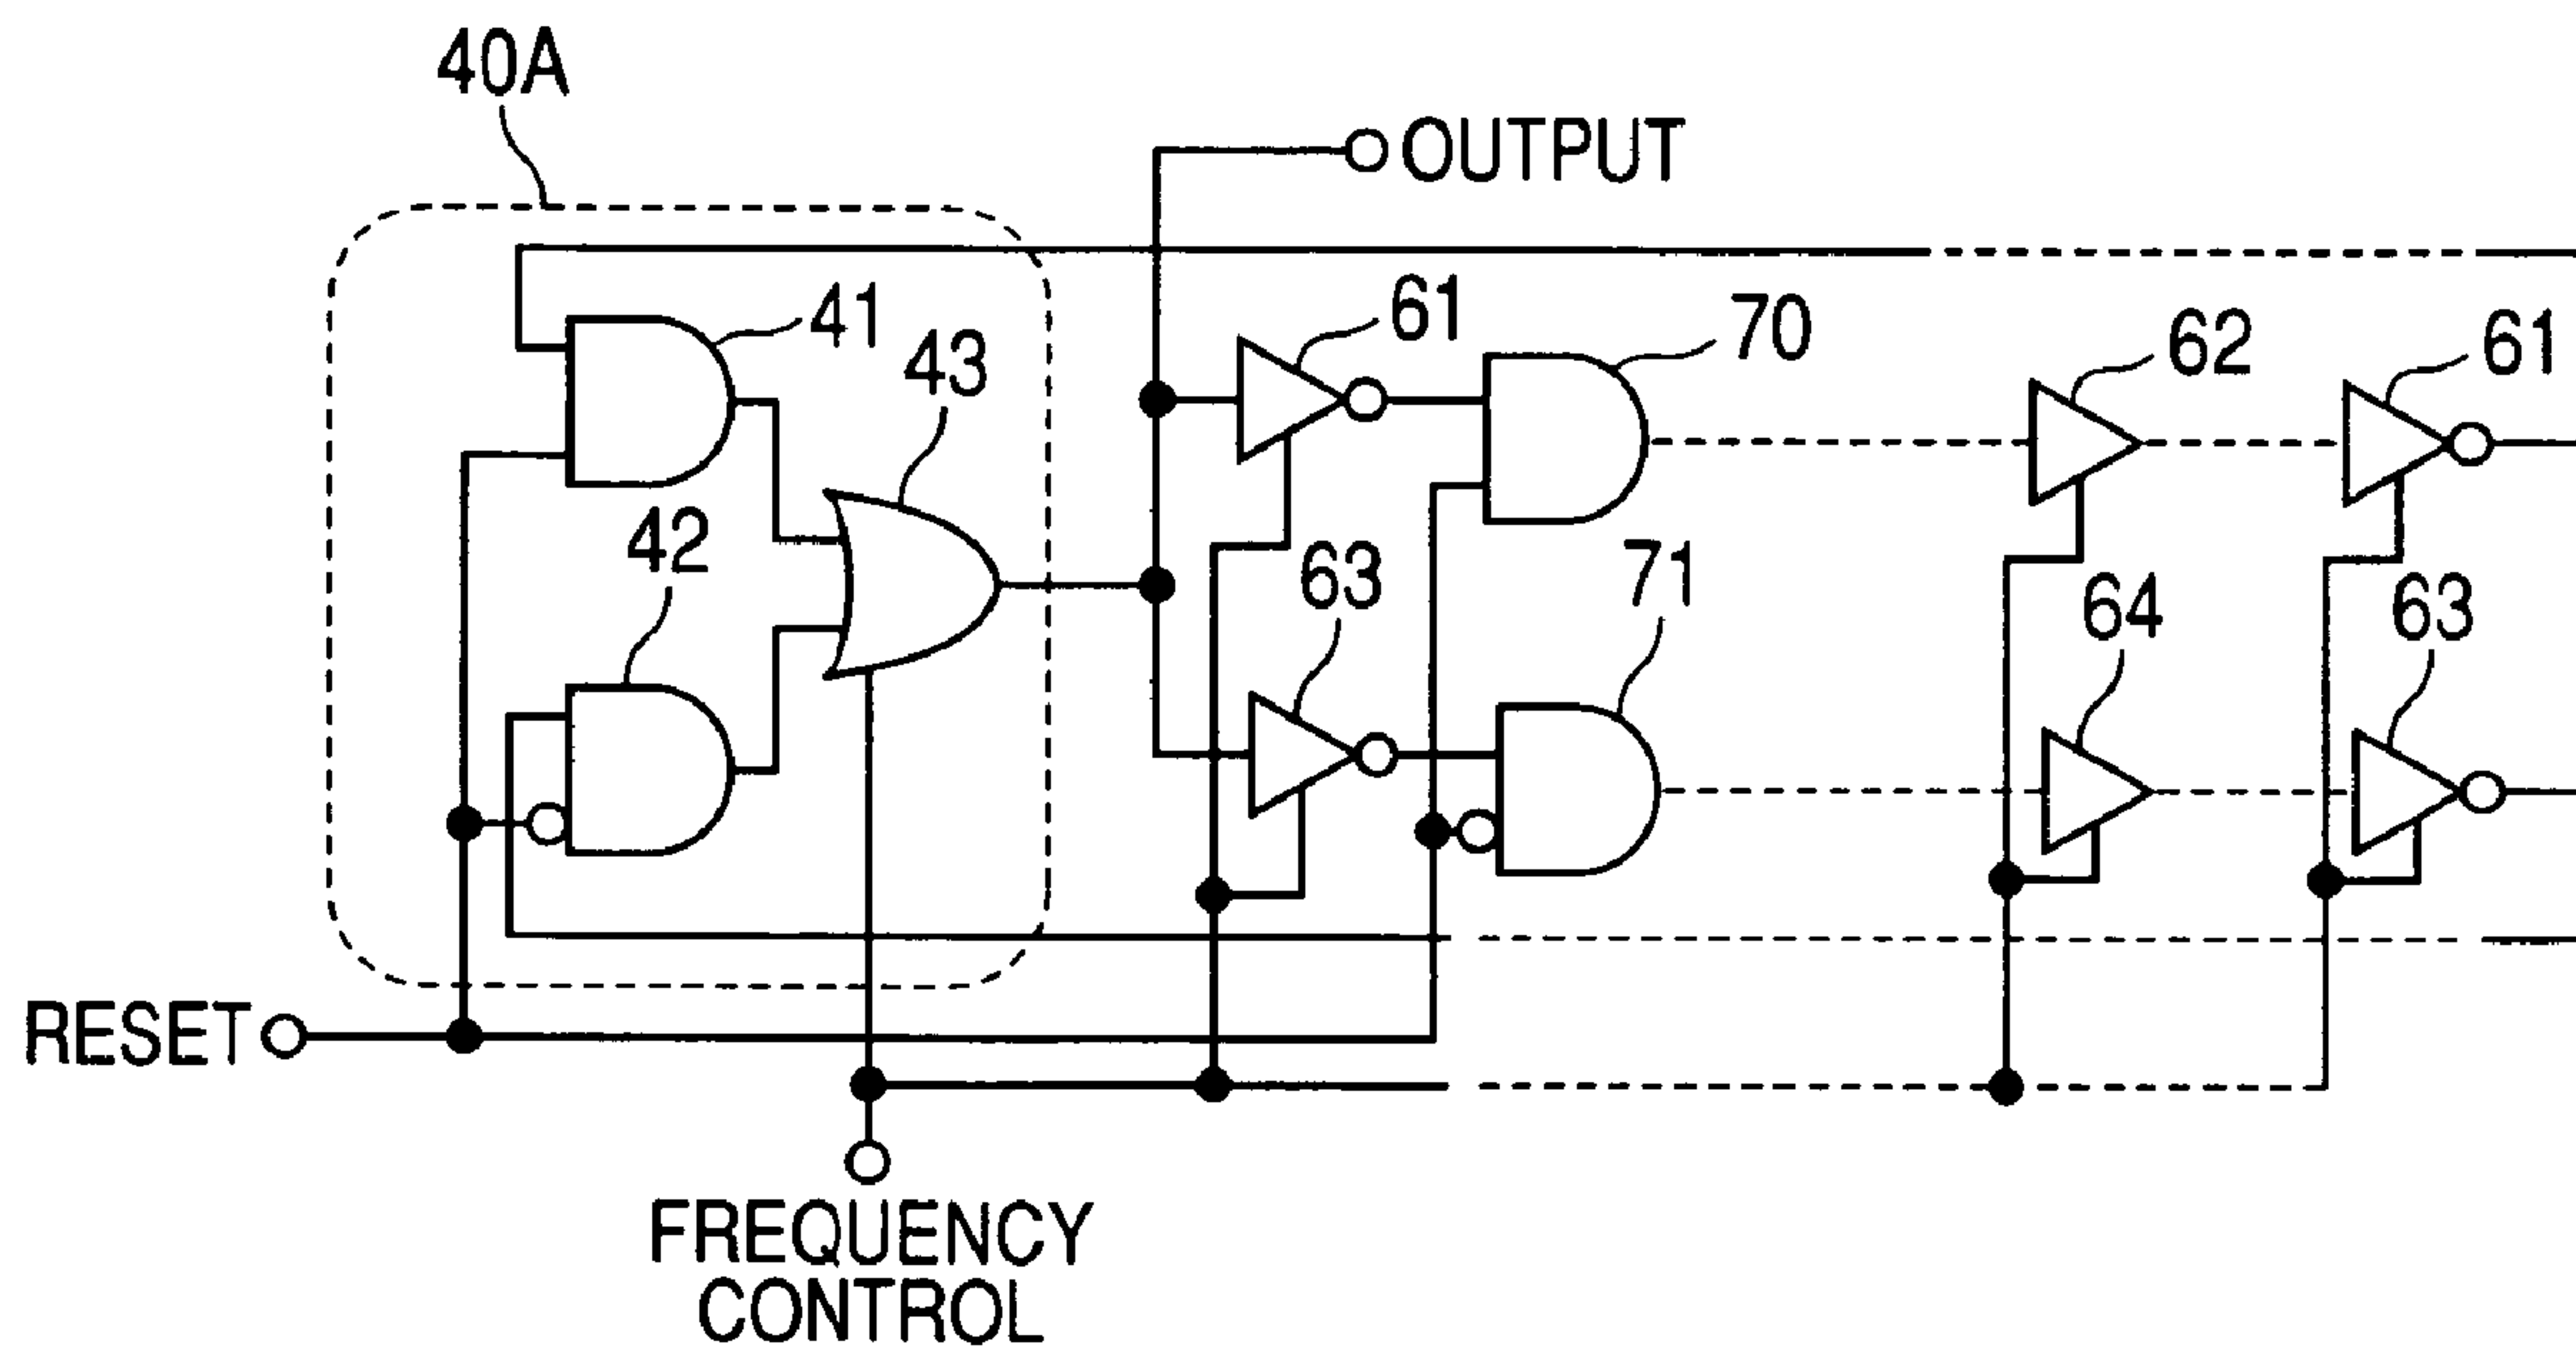 40A
OUTPUT
41
43
42
61
70
62
61
63
71
64
63
RESET
FREQUENCY
CONTROL